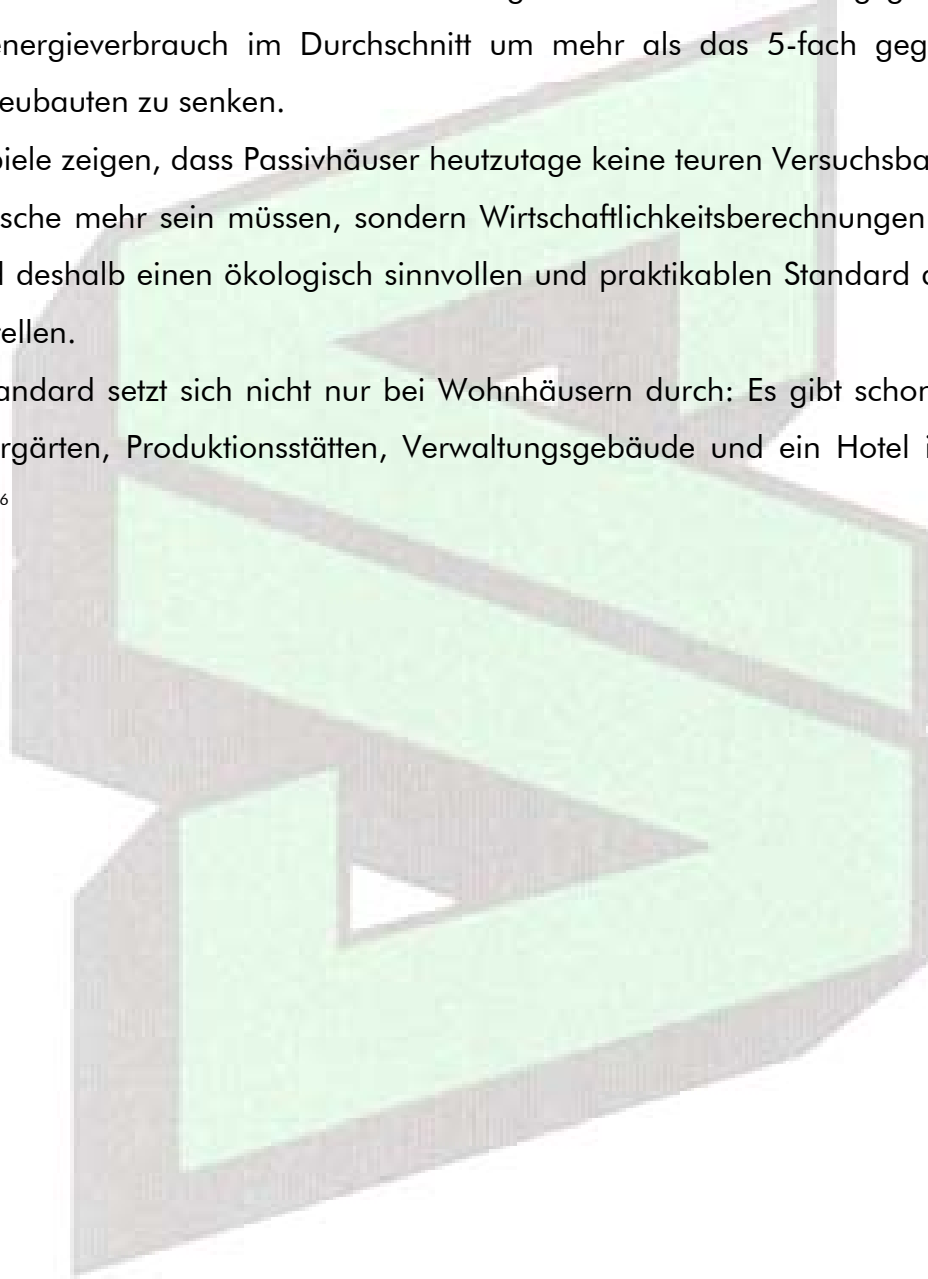 energieverbrauch im Durchschnitt um mehr als das 5-fach geg
eubauten zu senken.
iele zeigen, dass Passivhäuser heutzutage keine teuren Versuchsba
sche mehr sein müssen, sondern Wirtschaftlichkeitsberechnungen
deshalb einen ökologisch sinnvollen und praktikablen Standard
ellen.
andard setzt sich nicht nur bei Wohnhäusern durch: Es gibt schon
rgärten, Produktionsstätten, Verwaltungsgebäude und ein Hotel i
6